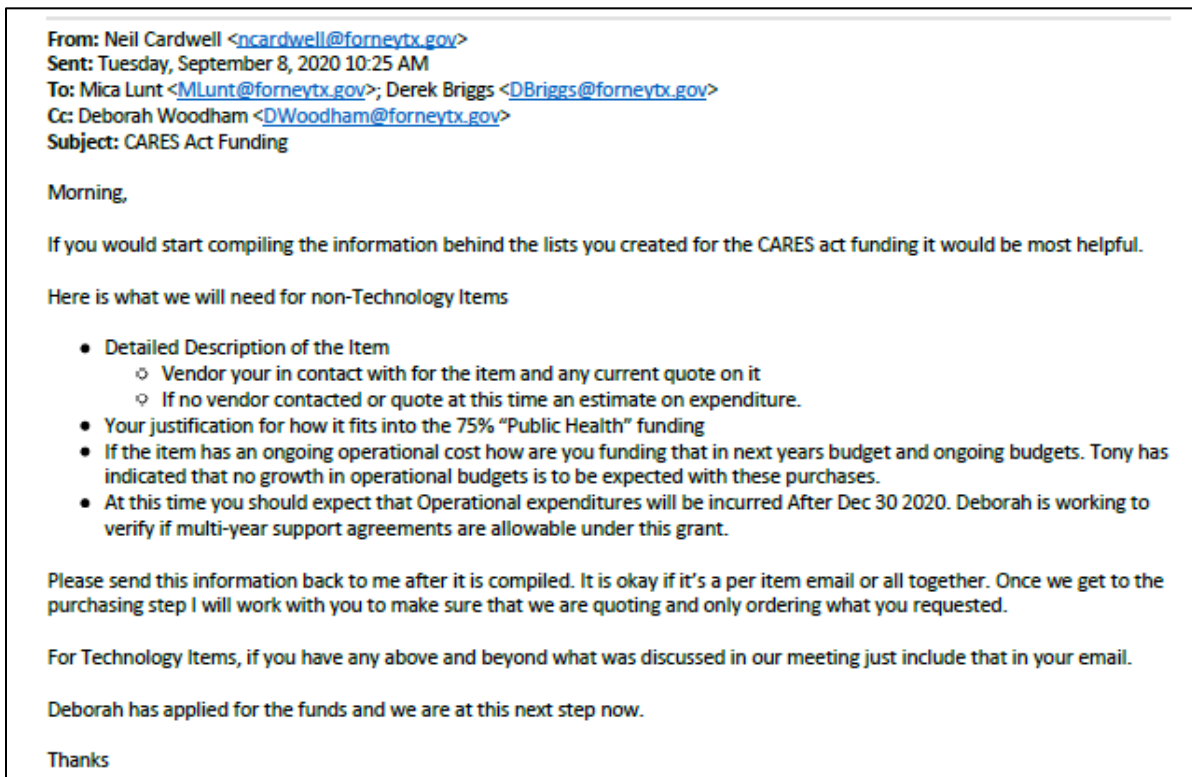 From: Neil Cardwell <ncardwell@forneytx.gov>
Sent: Tuesday, September 8, 2020 10:25 AM
To: Mica Lunt <MLunt@forneytx.gov>; Derek Briggs <DBriggs@forneytx.gov>
Cc: Deborah Woodham <DWoodham@forneytx.gov>
Subject: CARES Act Funding
Morning,
If you would start compiling the information behind the lists you created for the CARES act funding it would be most helpful.
Here is what we will need for non-Technology Items
• Detailed Description of the Item
○ Vendor your in contact with for the item and any current quote on it
○ If no vendor contacted or quote at this time an estimate on expenditure.
• Your justification for how it fits into the 75% “Public Health” funding
• If the item has an ongoing operational cost how are you funding that in next years budget and ongoing budgets. Tony has
indicated that no growth in operational budgets is to be expected with these purchases.
• At this time you should expect that Operational expenditures will be incurred After Dec 30 2020. Deborah is working to
verify if multi-year support agreements are allowable under this grant.
Please send this information back to me after it is compiled. It is okay if it’s a per item email or all together. Once we get to the
purchasing step I will work with you to make sure that we are quoting and only ordering what you requested.
For Technology Items, if you have any above and beyond what was discussed in our meeting just include that in your email.
Deborah has applied for the funds and we are at this next step now.
Thanks